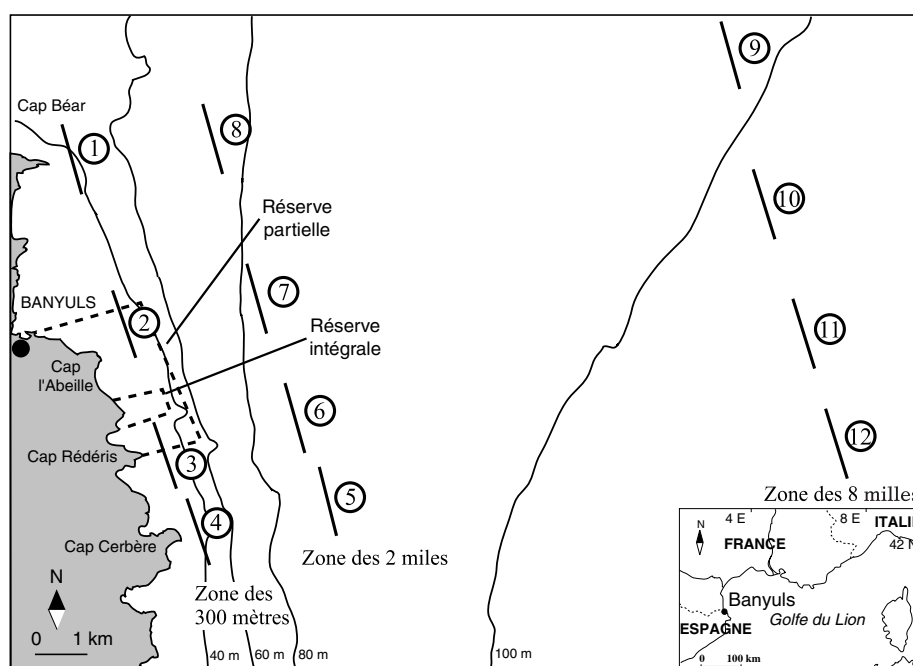 9
Cap Béar
1
8
10
Réserve
partielle
7
BANYULS
2
11
Réserve
intégrale
Cap
l'Abeille
6
12
Cap Rédéris
3
5
Zone des 8 milles
4
Cap Cerbère
Zone des 2 miles
Zone des
300 mètres
N
0 1 km
40 m 60 m 80 m 100 m
4 E 8 E ITALI
N 42 N
FRANCE
Banyuls
Golfe du Lion
ESPAGNE
0 100 km